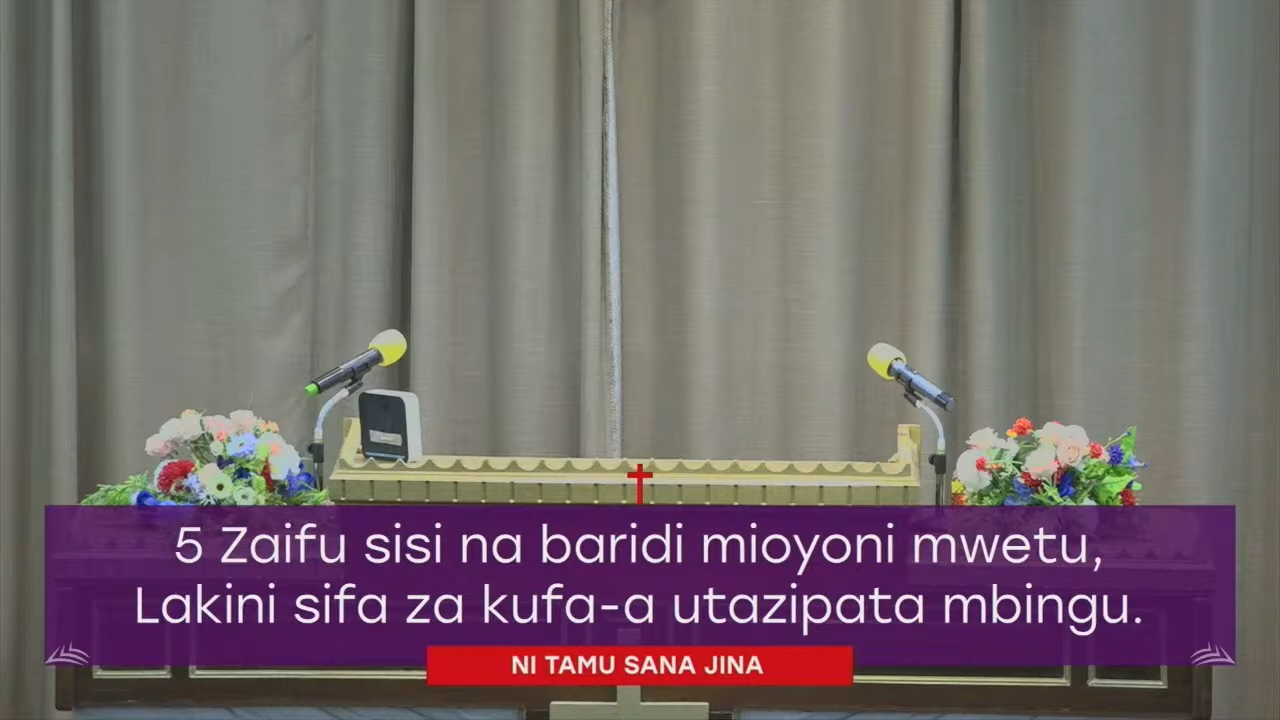 5 Zaifu sisi na baridi mioyoni mwetu,
Lakini sifa za kufa-a utazipata mbingu.
NI TAMU SANA JINA